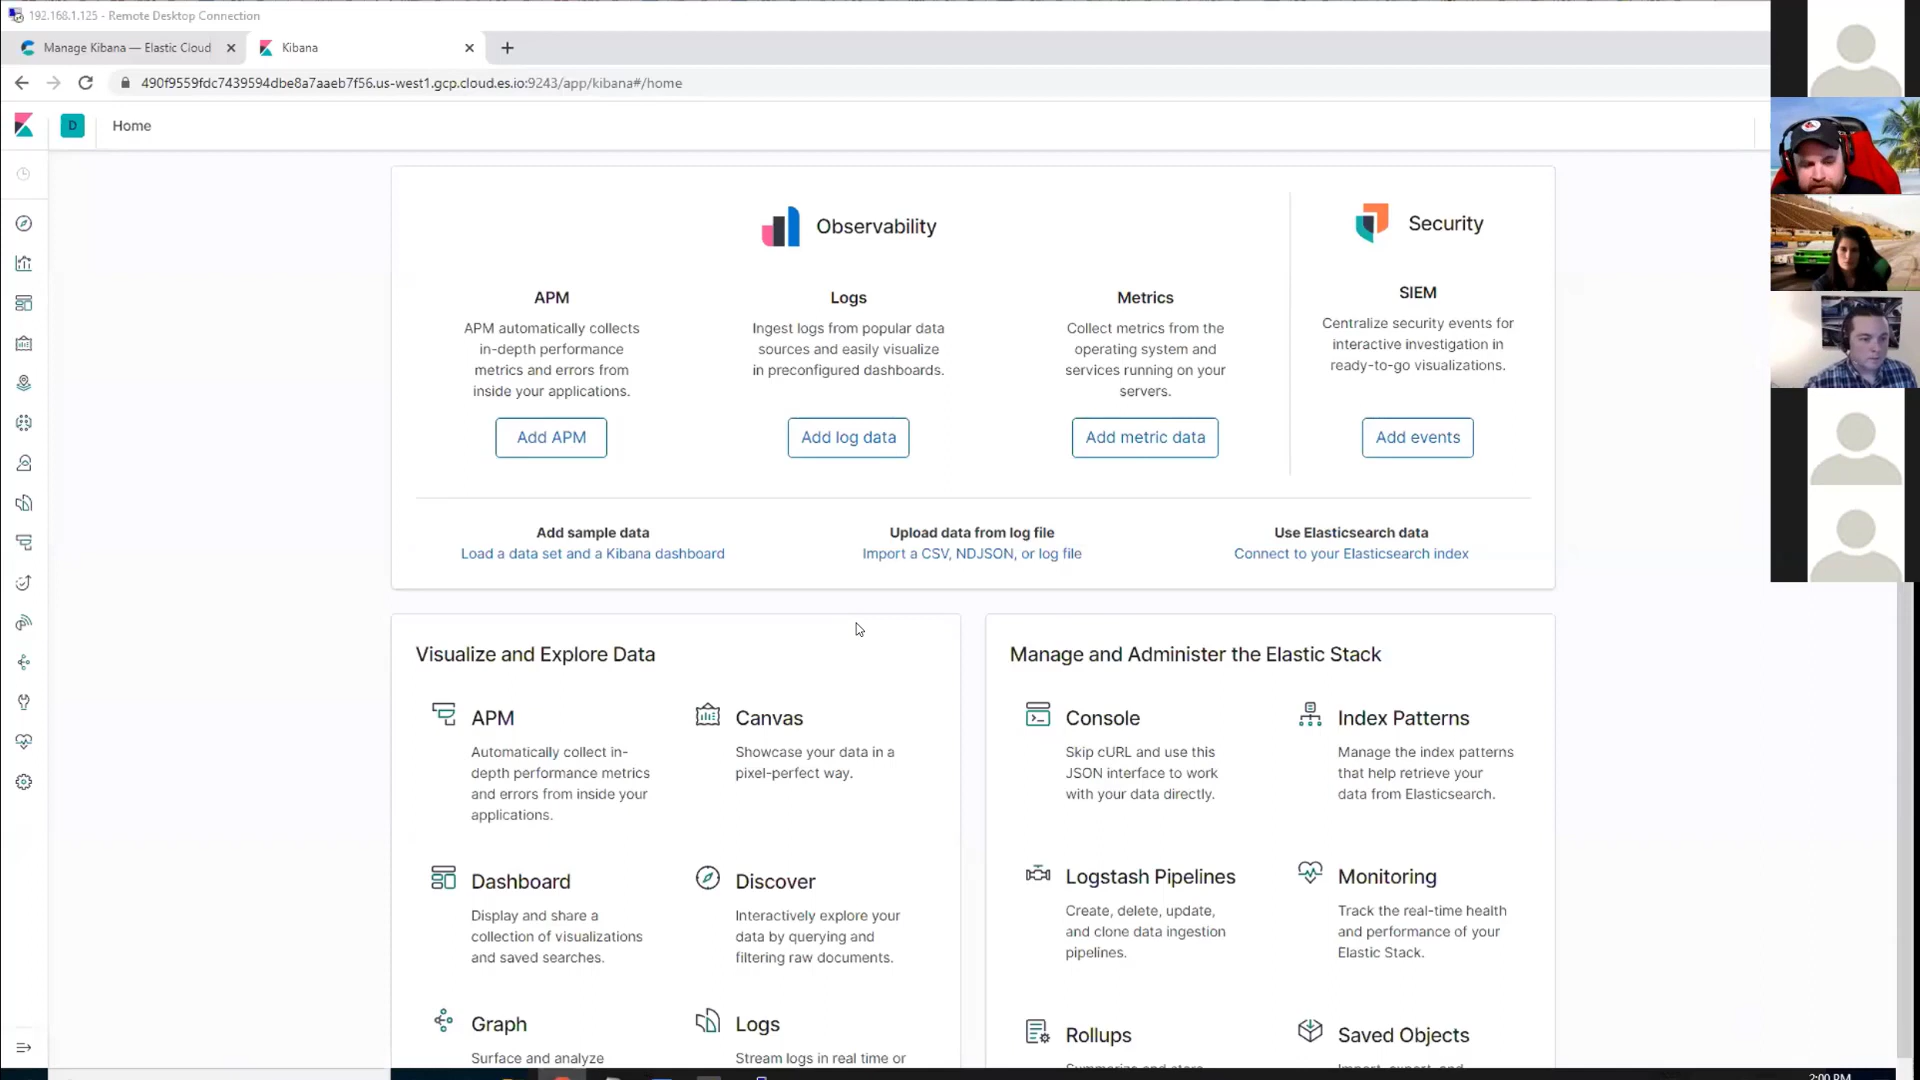 192.168.1.125 - Remote Desktop Connection
Manage Kibana — Elastic Cloud
Kibana
490f9559fdc7439594dbe8a7aaeb7f56.us-west1.gcp.cloud.es.io:9243/app/kibana#/home
D
Home
Observability
Security
APM
APM automatically collects
in-depth performance
metrics and errors from
inside your applications.
Add APM
Logs
Ingest logs from popular data
sources and easily visualize
in preconfigured dashboards.
Add log data
Metrics
Collect metrics from the
operating system and
services running on your
servers.
Add metric data
SIEM
Centralize security events for
interactive investigation in
ready-to-go visualizations.
Add events
Add sample data
Load a data set and a Kibana dashboard
Upload data from log file
Import a CSV, NDJSON, or log file
Use Elasticsearch data
Connect to your Elasticsearch index
Visualize and Explore Data
APM
Automatically collect in-
depth performance metrics
and errors from inside your
applications.
Canvas
Showcase your data in a
pixel-perfect way.
Dashboard
Display and share a
collection of visualizations
and saved searches.
Discover
Interactively explore your
data by querying and
filtering raw documents.
Graph
Surface and analyze
Logs
Stream logs in real time or
Manage and Administer the Elastic Stack
Console
Skip cURL and use this
JSON interface to work
with your data directly.
Index Patterns
Manage the index patterns
that help retrieve your
data from Elasticsearch.
Logstash Pipelines
Create, delete, update,
and clone data ingestion
pipelines.
Monitoring
Track the real-time health
and performance of your
Elastic Stack.
Rollups
Saved Objects
2:00 PM